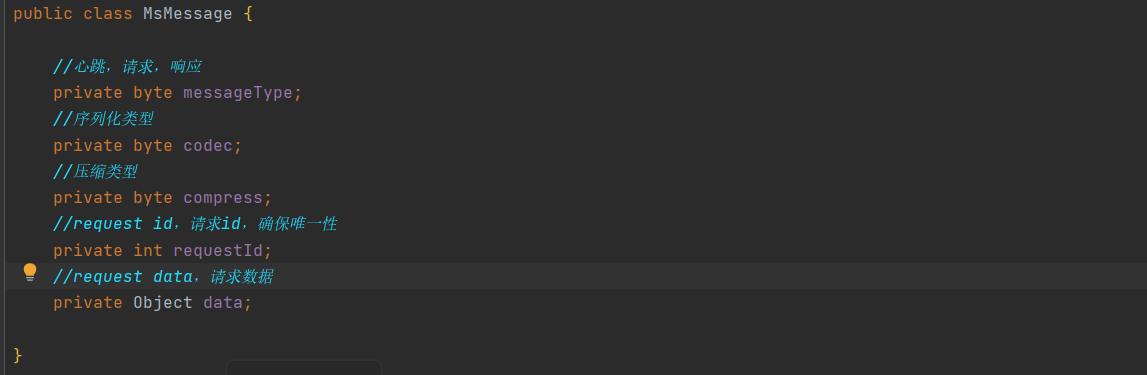 public class MsMessage {
//心跳，请求，响应
private byte messageType;
//序列化类型
private byte codec;
//压缩类型
private byte compress;
//request id，请求id，确保唯一性
private int requestId;
//request data，请求数据
private Object data;
}